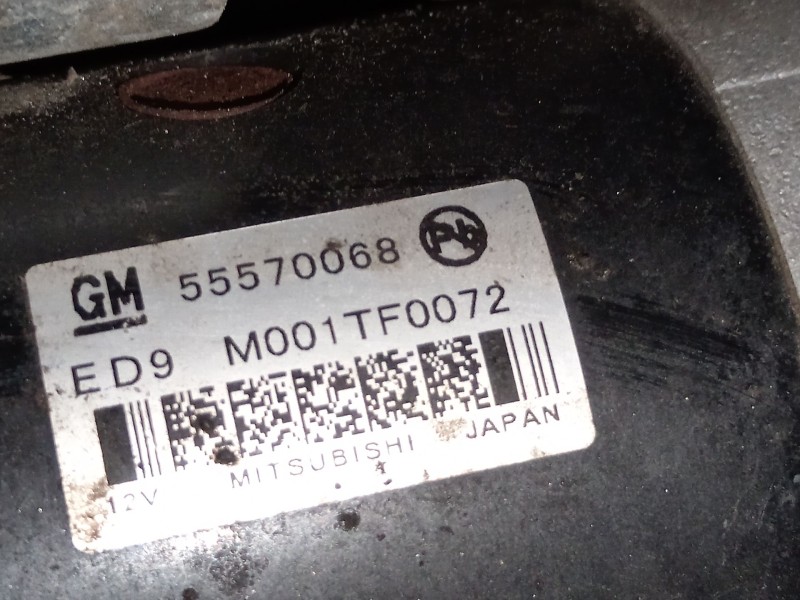 GM 55570068 Pb
ED9 M001TF0072
12V MITSUBISHI JAPAN